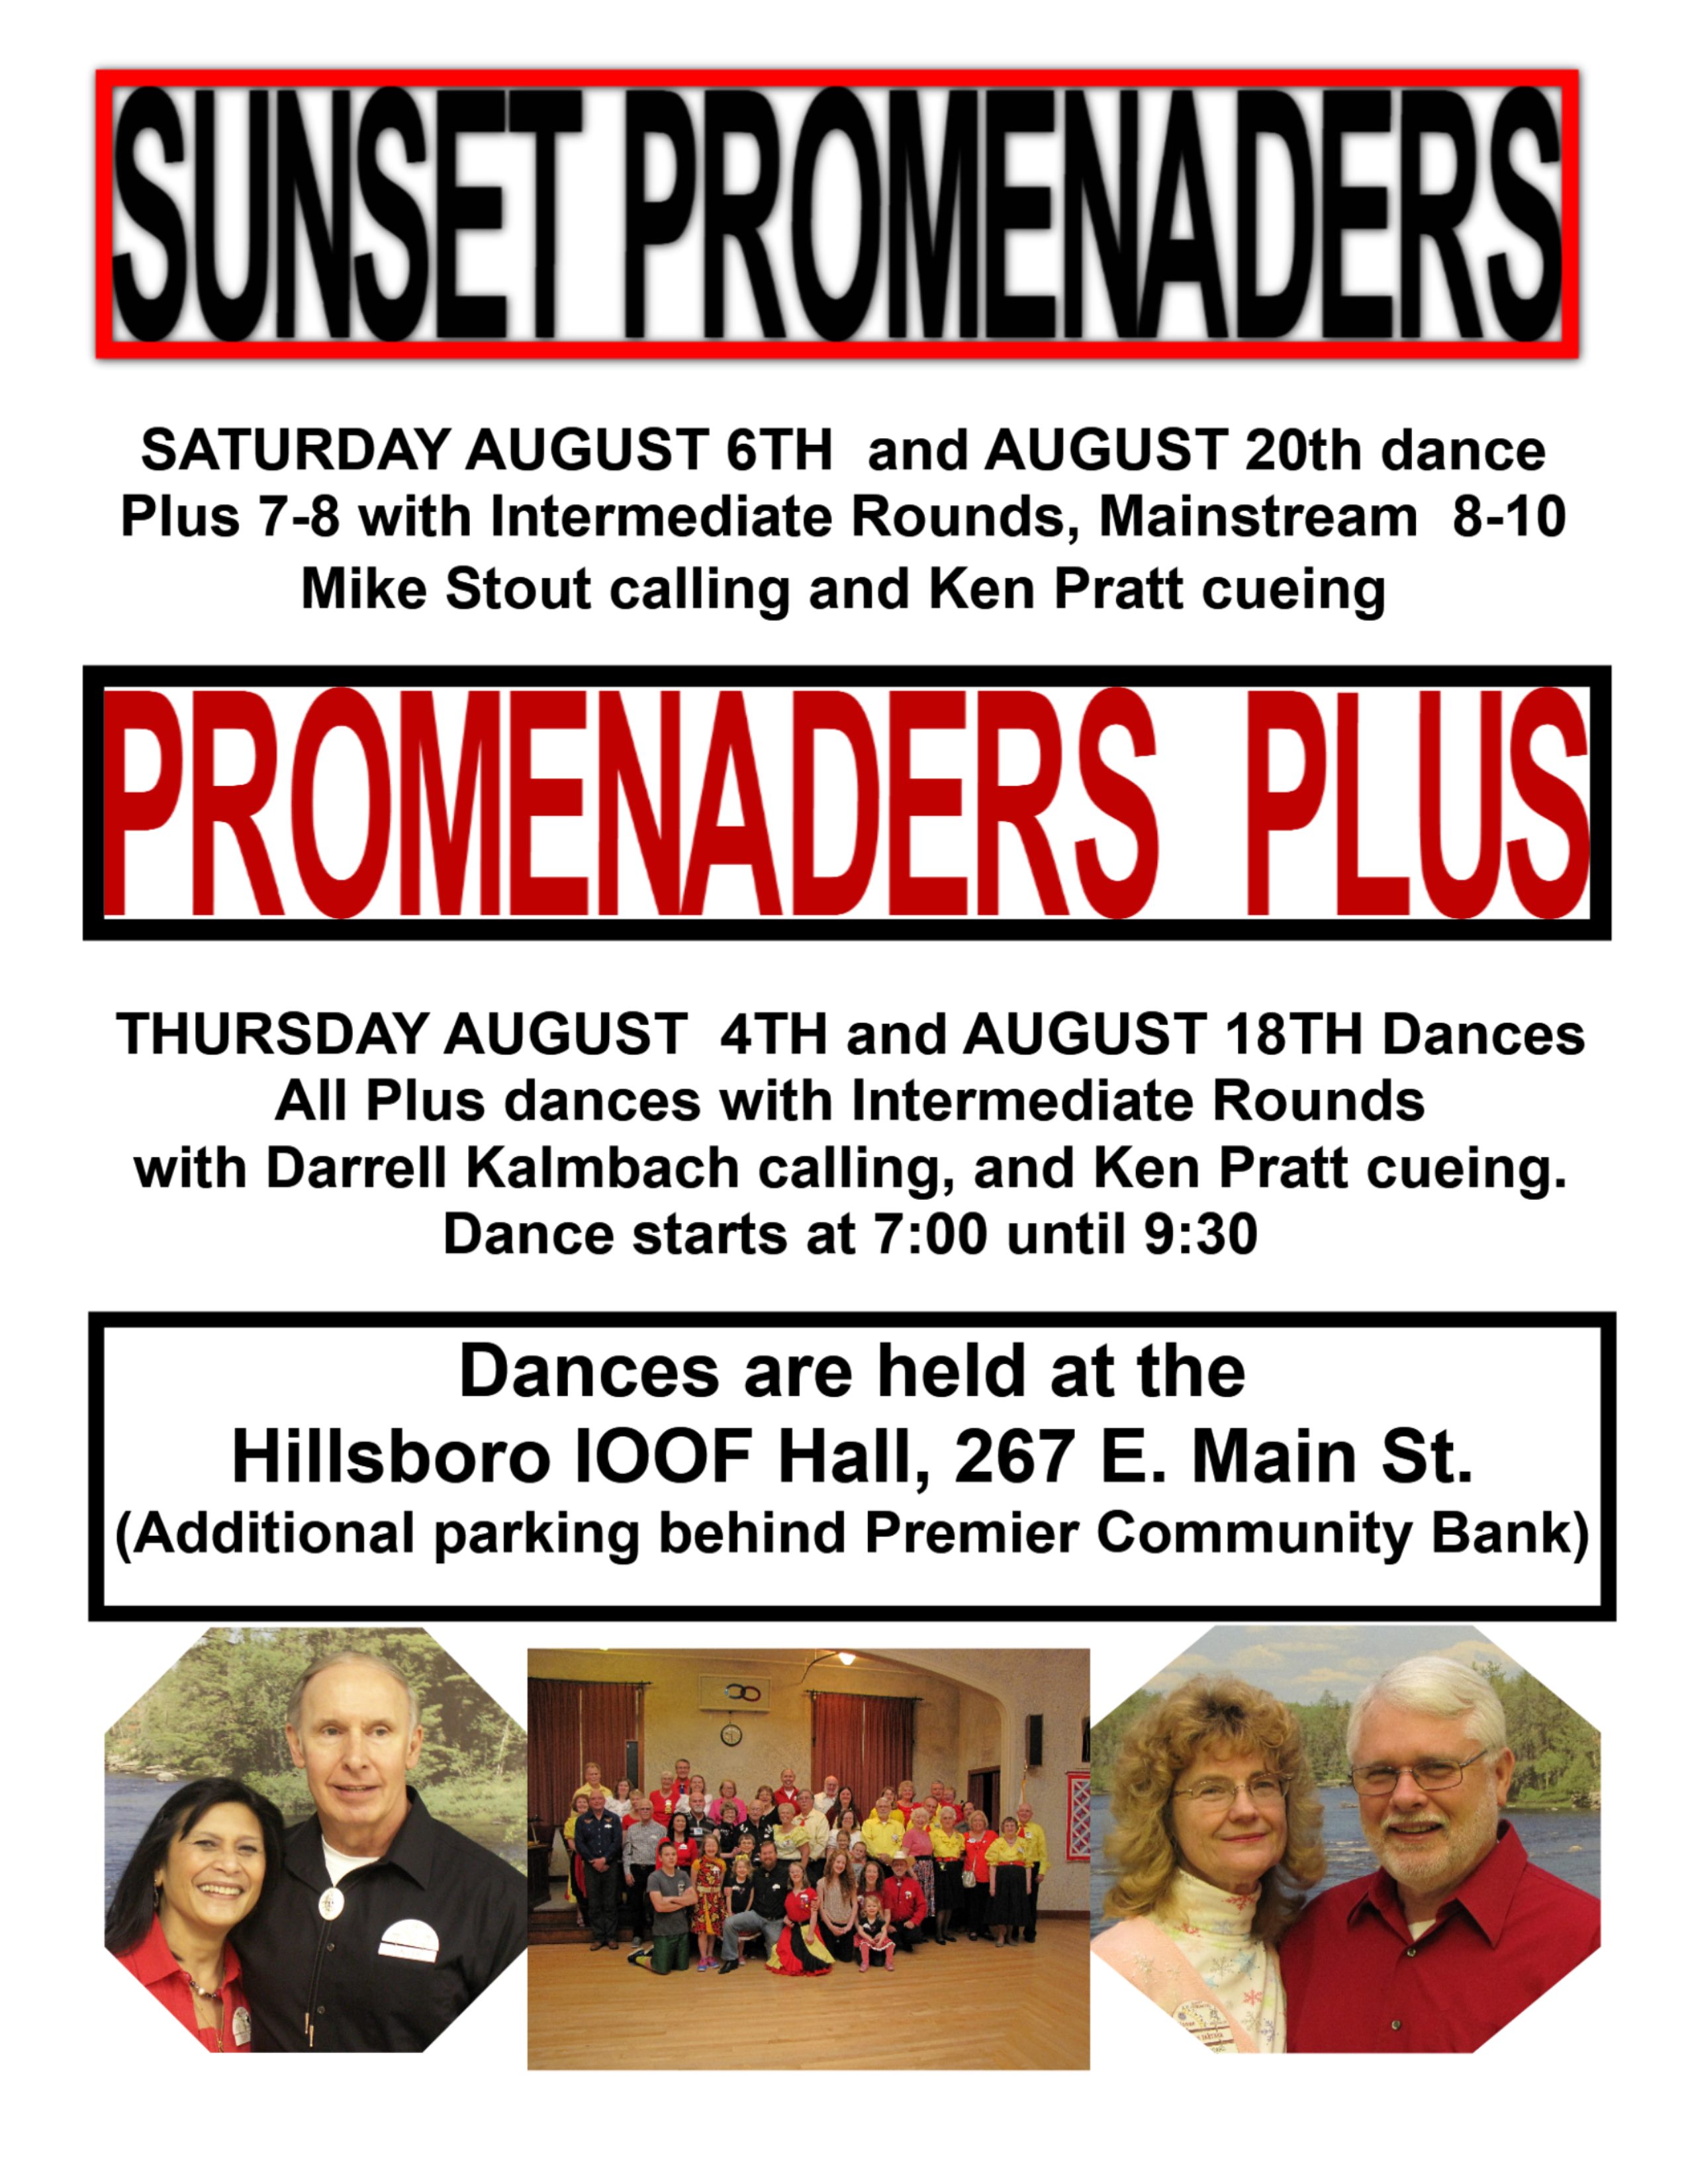 SUNSET PROMENADERS
SATURDAY AUGUST 6TH and AUGUST 20th dance
Plus 7-8 with Intermediate Rounds, Mainstream 8-10
Mike Stout calling and Ken Pratt cueing
PROMENADERS PLUS
THURSDAY AUGUST 4TH and AUGUST 18TH Dances
All Plus dances with Intermediate Rounds
with Darrell Kalmbach calling, and Ken Pratt cueing.
Dance starts at 7:00 until 9:30
Dances are held at the
Hillsboro IOOF Hall, 267 E. Main St.
(Additional parking behind Premier Community Bank)